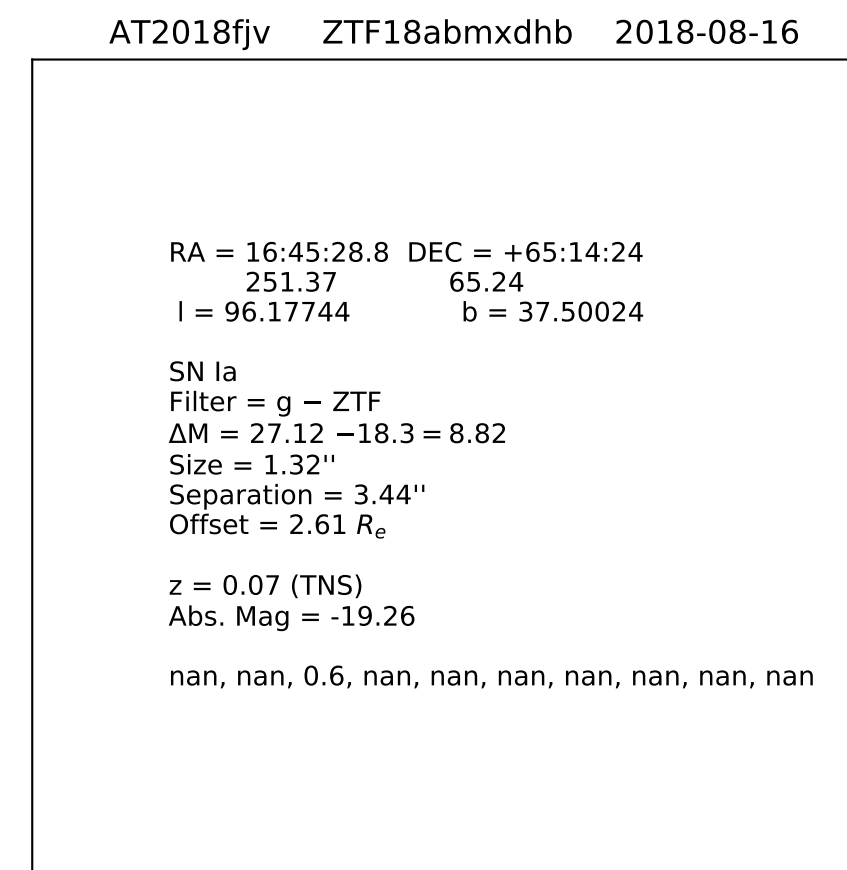 AT2018fjv ZTF18abmxdhb 2018-08-16
RA = 16:45:28.8 DEC = +65:14:24
251.37 65.24
l = 96.17744 b = 37.50024
SN Ia
Filter = g − ZTF
ΔM = 27.12 −18.3 = 8.82
Size = 1.32''
Separation = 3.44''
Offset = 2.61 Re
z = 0.07 (TNS)
Abs. Mag = -19.26
nan, nan, 0.6, nan, nan, nan, nan, nan, nan, nan